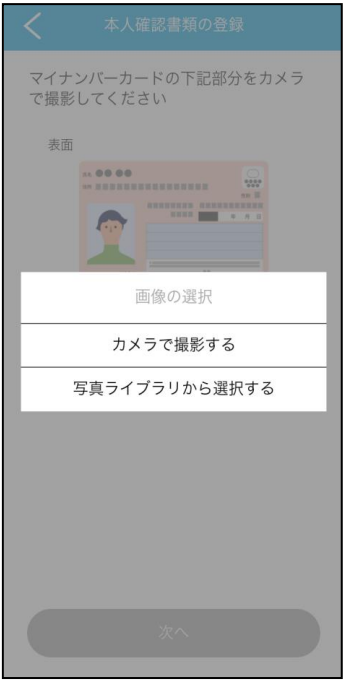 本人確認書類の登録
マイナンバーカードの下記部分をカメラ
で撮影してください
表面
画像の選択
カメラで撮影する
写真ライブラリから選択する
次へ